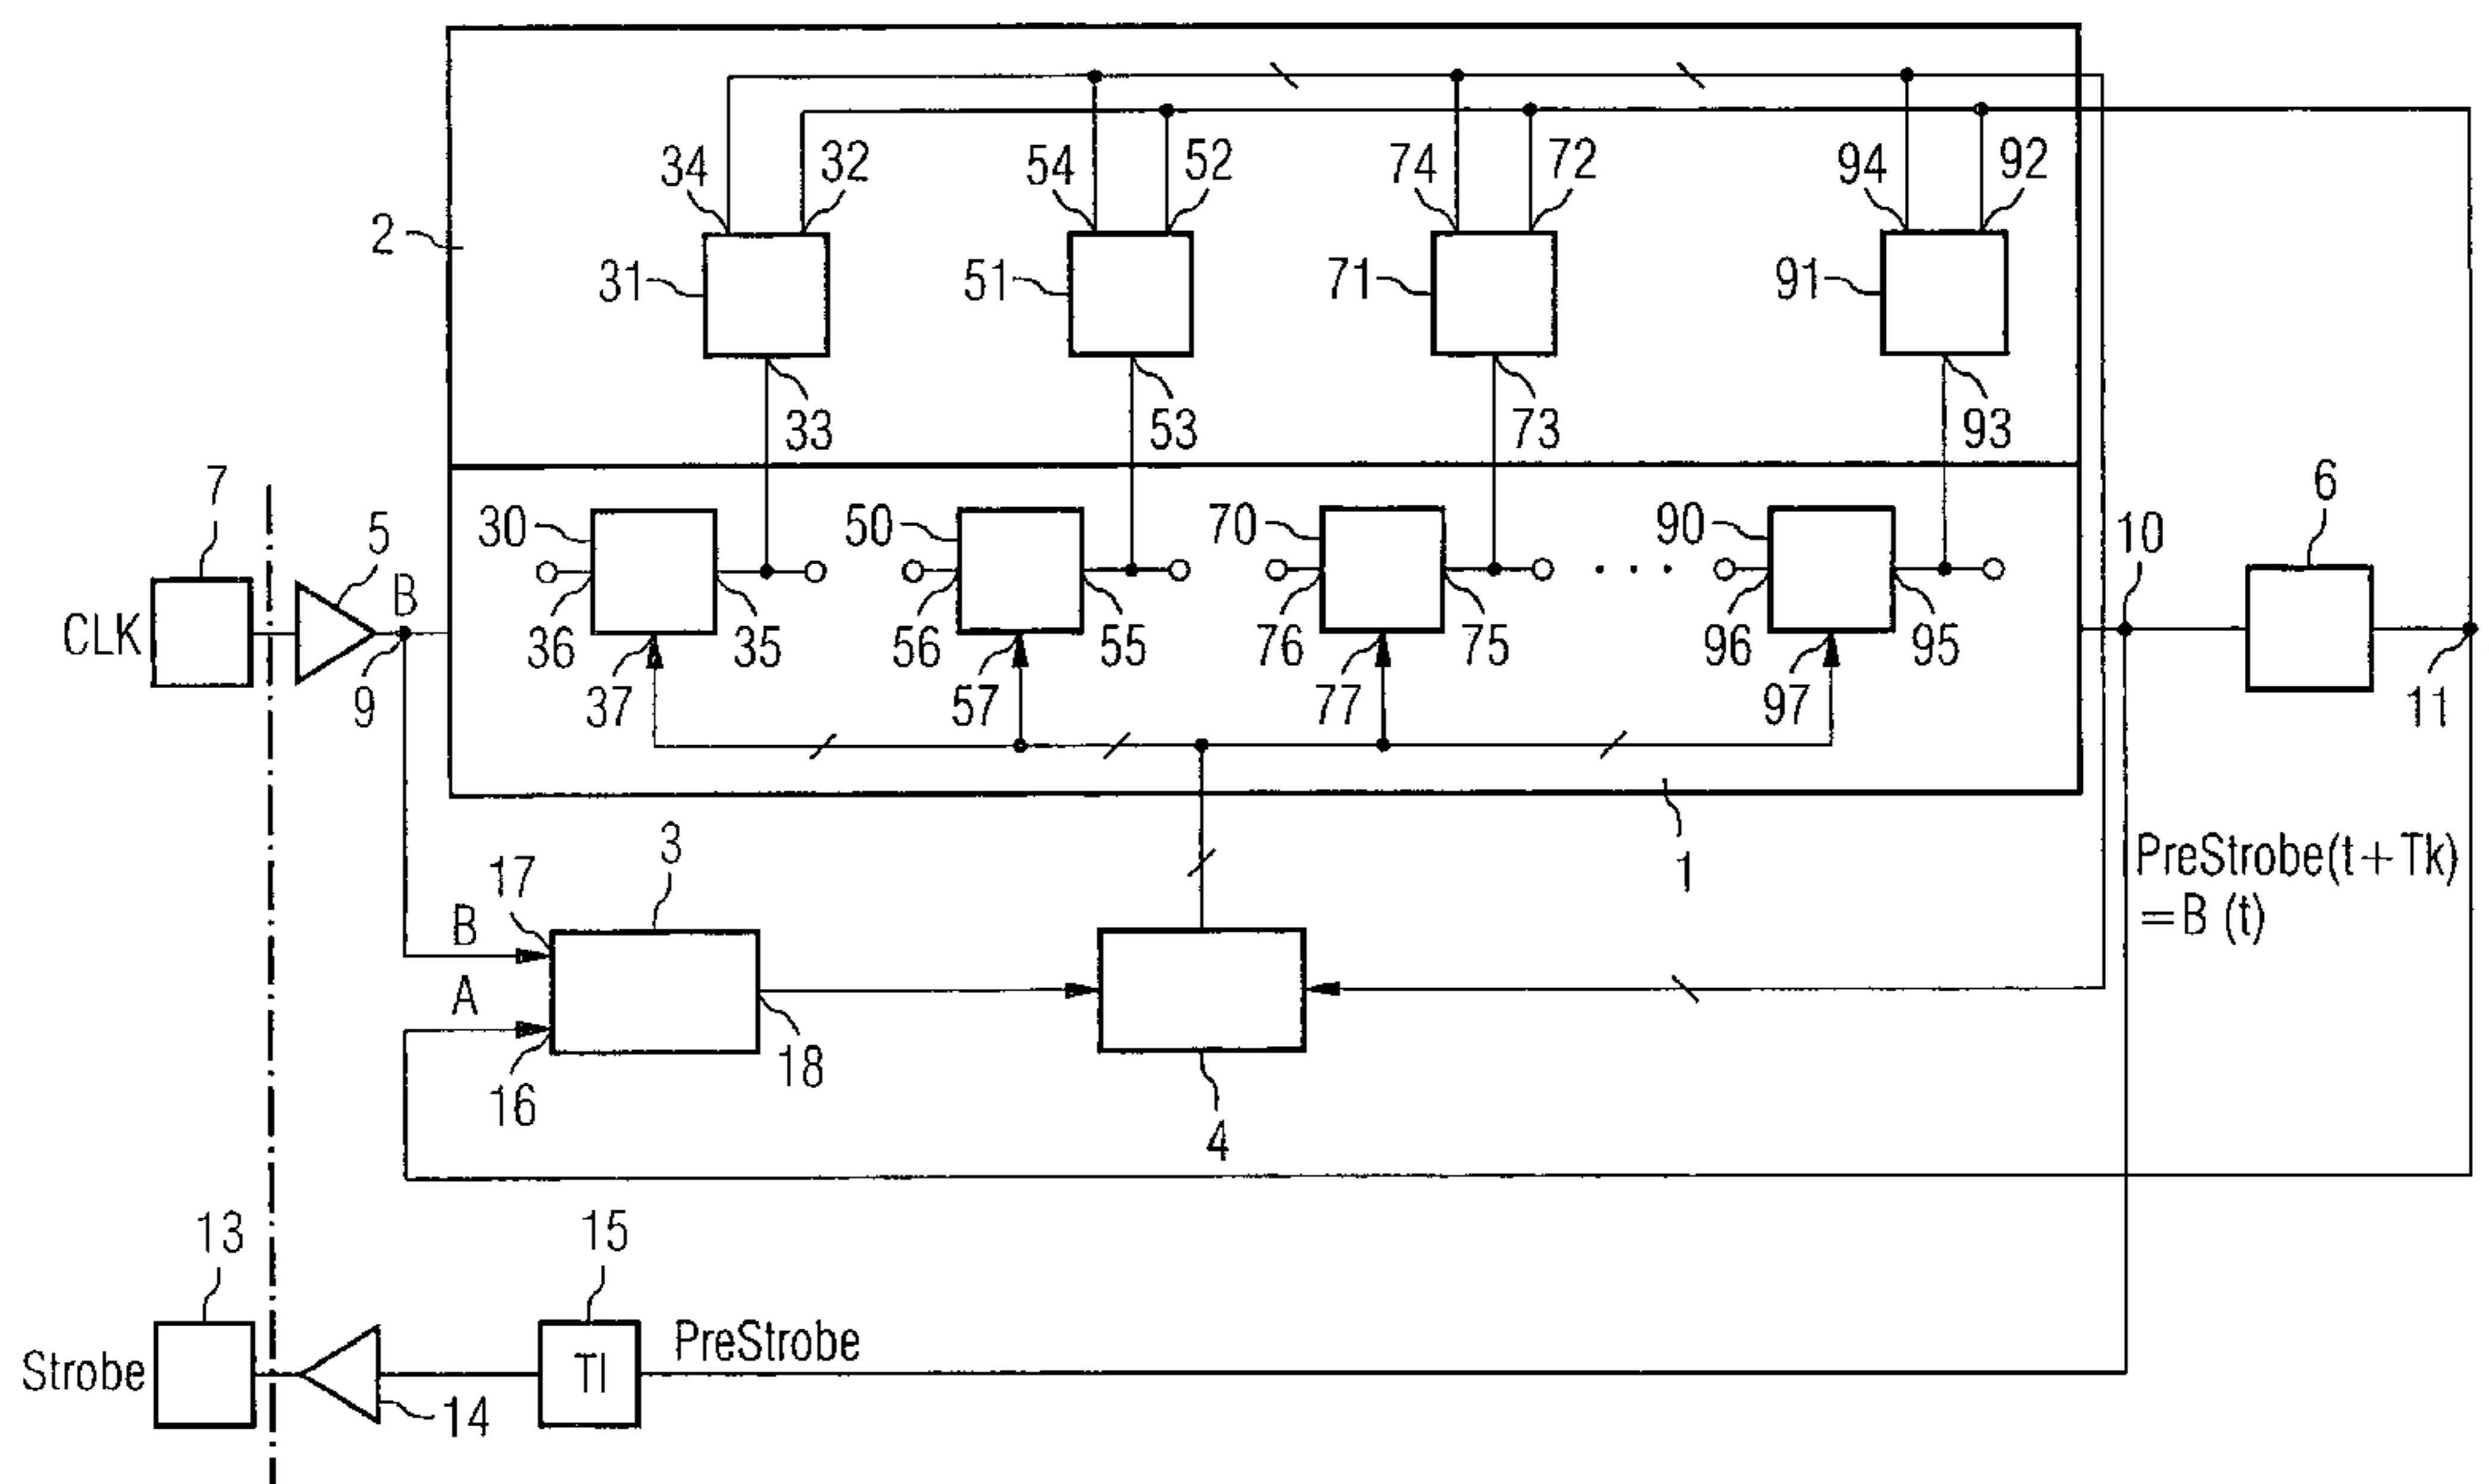 34 32 54 52 74 72 94 92
2
31 51 71 91
33 53 73 93
7 5 B 30 50 70 90 10 6
CLK 36 35 56 55 76 75 96 95
9 37 57 77 97 11
3 17 1 PreStrobe(t+Tk)
B =B (t)
A
16 18 4
13 15
Strobe TI PreStrobe
14